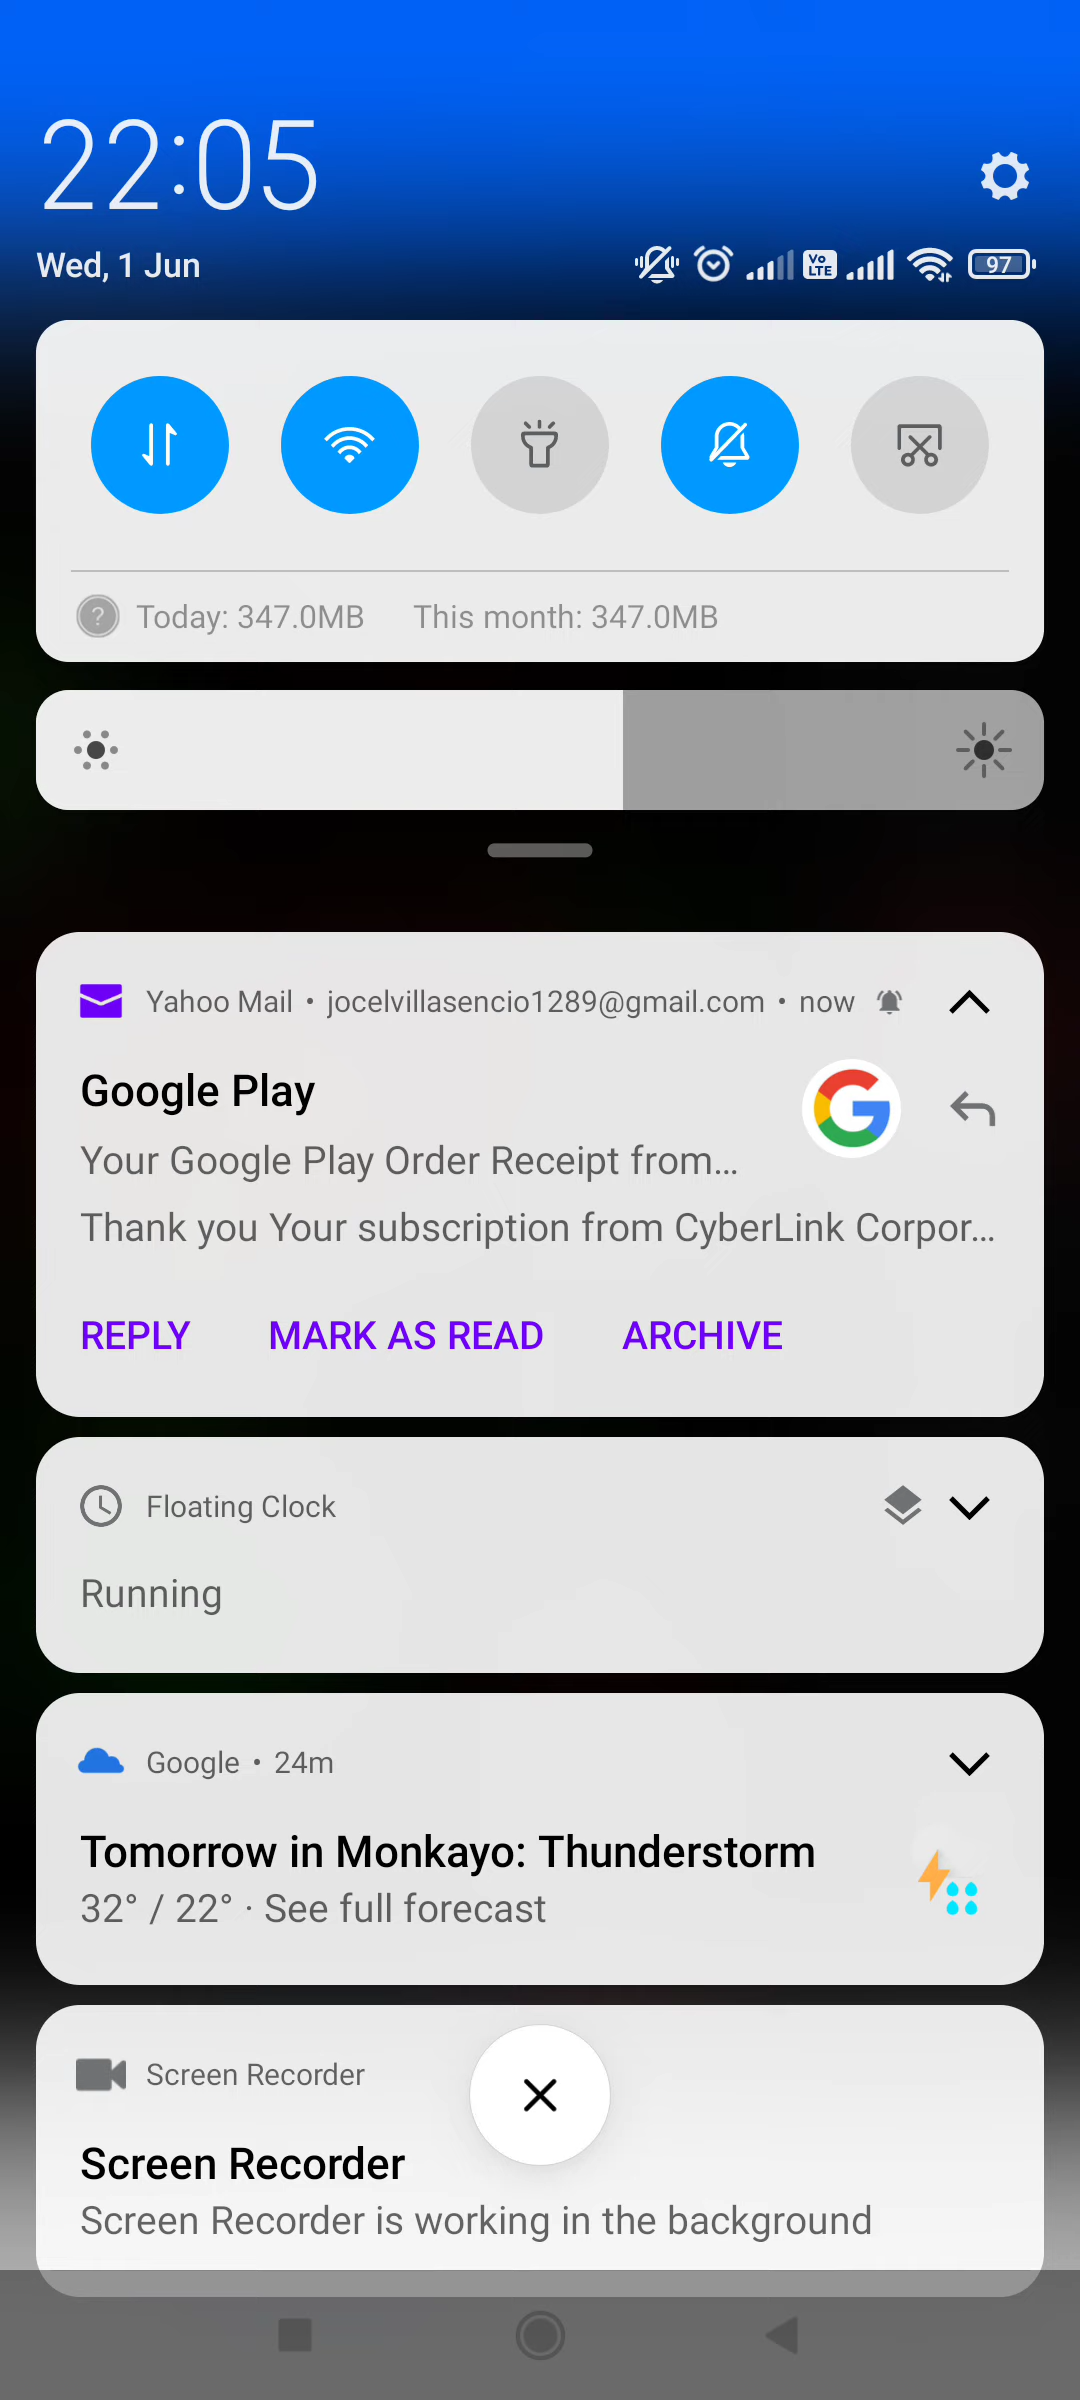 22:05
Wed, 1 Jun
Vo LTE
97
? Today: 347.0MB This month: 347.0MB
Yahoo Mail • jocelvillasencio1289@gmail.com • now
Google Play
Your Google Play Order Receipt from...
Thank you Your subscription from CyberLink Corpor...
REPLY MARK AS READ ARCHIVE
Floating Clock
Running
Google • 24m
Tomorrow in Monkayo: Thunderstorm
32° / 22° · See full forecast
Screen Recorder
Screen Recorder
Screen Recorder is working in the background